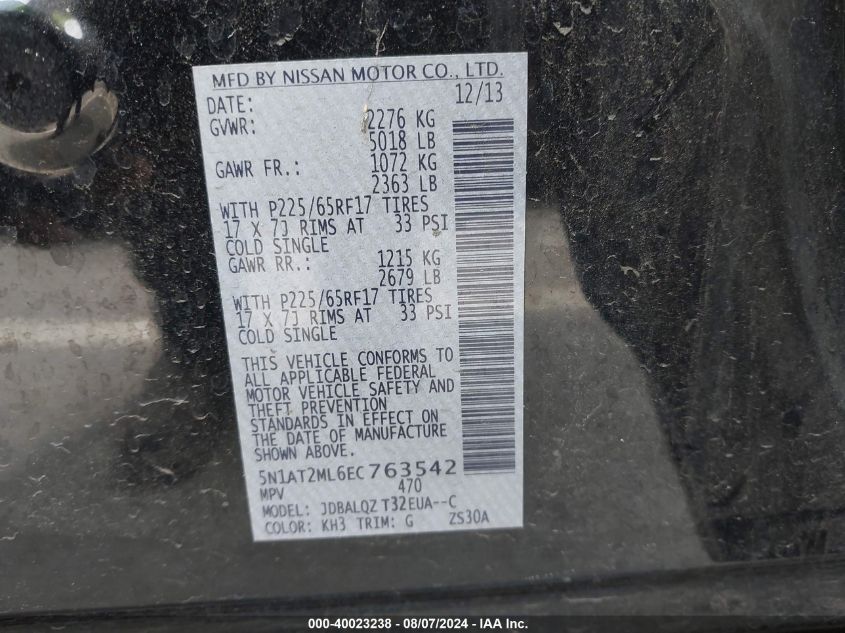 MFD BY NISSAN MOTOR CO., LTD.
DATE: 12/13
GVWR: 2276 KG
5018 LB
GAWR FR.: 1072 KG
2363 LB
WITH P225/65RF17 TIRES
17 X 7J RIMS AT 33 PSI
COLD SINGLE
GAWR RR.: 1215 KG
2679 LB
WITH P225/65RF17 TIRES
17 X 7J RIMS AT 33 PSI
COLD SINGLE
THIS VEHICLE CONFORMS TO
ALL APPLICABLE FEDERAL
MOTOR VEHICLE SAFETY AND
THEFT PREVENTION
STANDARDS IN EFFECT ON
THE DATE OF MANUFACTURE
SHOWN ABOVE.
5N1AT2ML6EC763542
MPV 470
MODEL: JDBALQZ T32EUA--C
COLOR: KH3 TRIM: G ZS30A
000-40023238 - 08/07/2024 - IAA Inc.